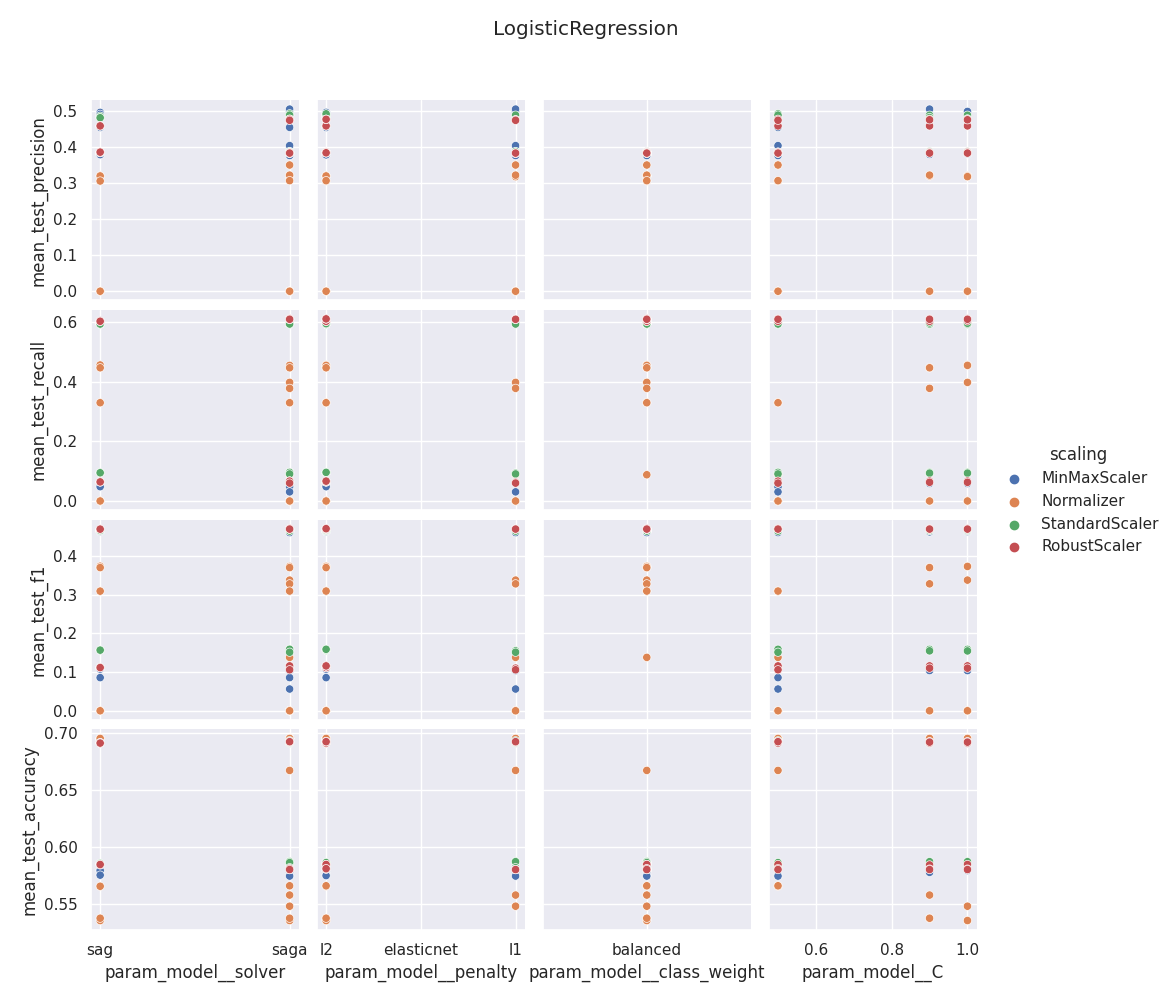 LogisticRegression
mean_test_precision
0.5
0.4
0.3
0.2
0.1
0.0
mean_test_recall
0.6
0.4
0.2
0.0
scaling
MinMaxScaler
Normalizer
StandardScaler
RobustScaler
mean_test_f1
0.4
0.3
0.2
0.1
0.0
mean_test_accuracy
0.70
0.65
0.60
0.55
sag saga l2 elasticnet l1 balanced 0.6 0.8 1.0
param_model__solver param_model__penalty param_model__class_weight param_model__C